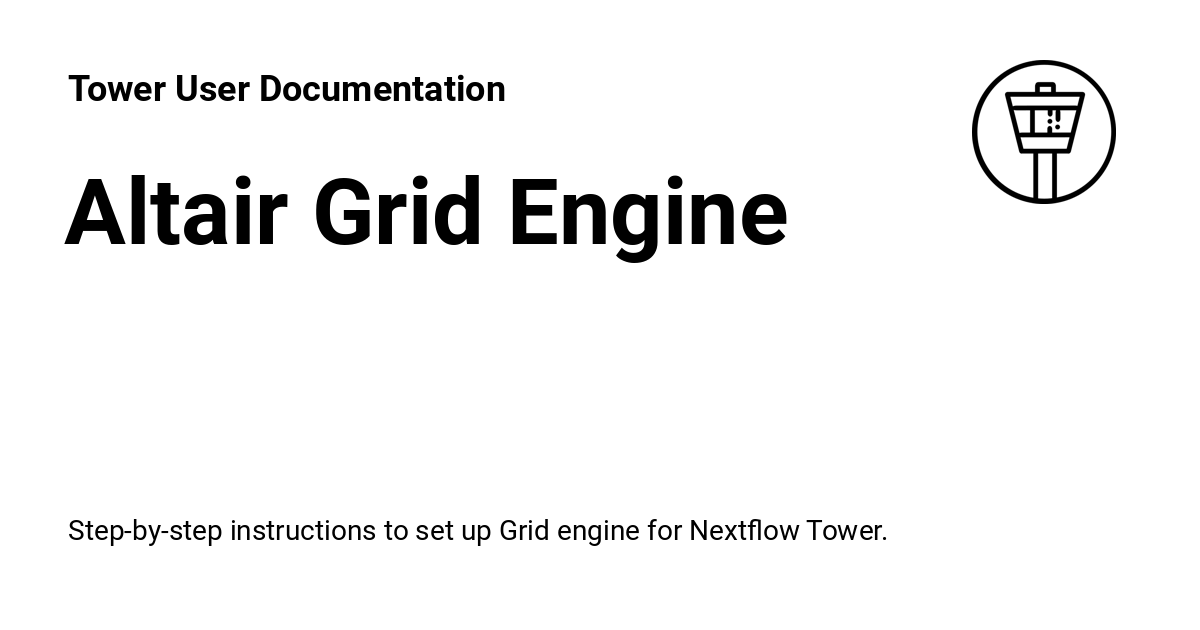 Tower User Documentation
Altair Grid Engine
Step-by-step instructions to set up Grid engine for Nextflow Tower.